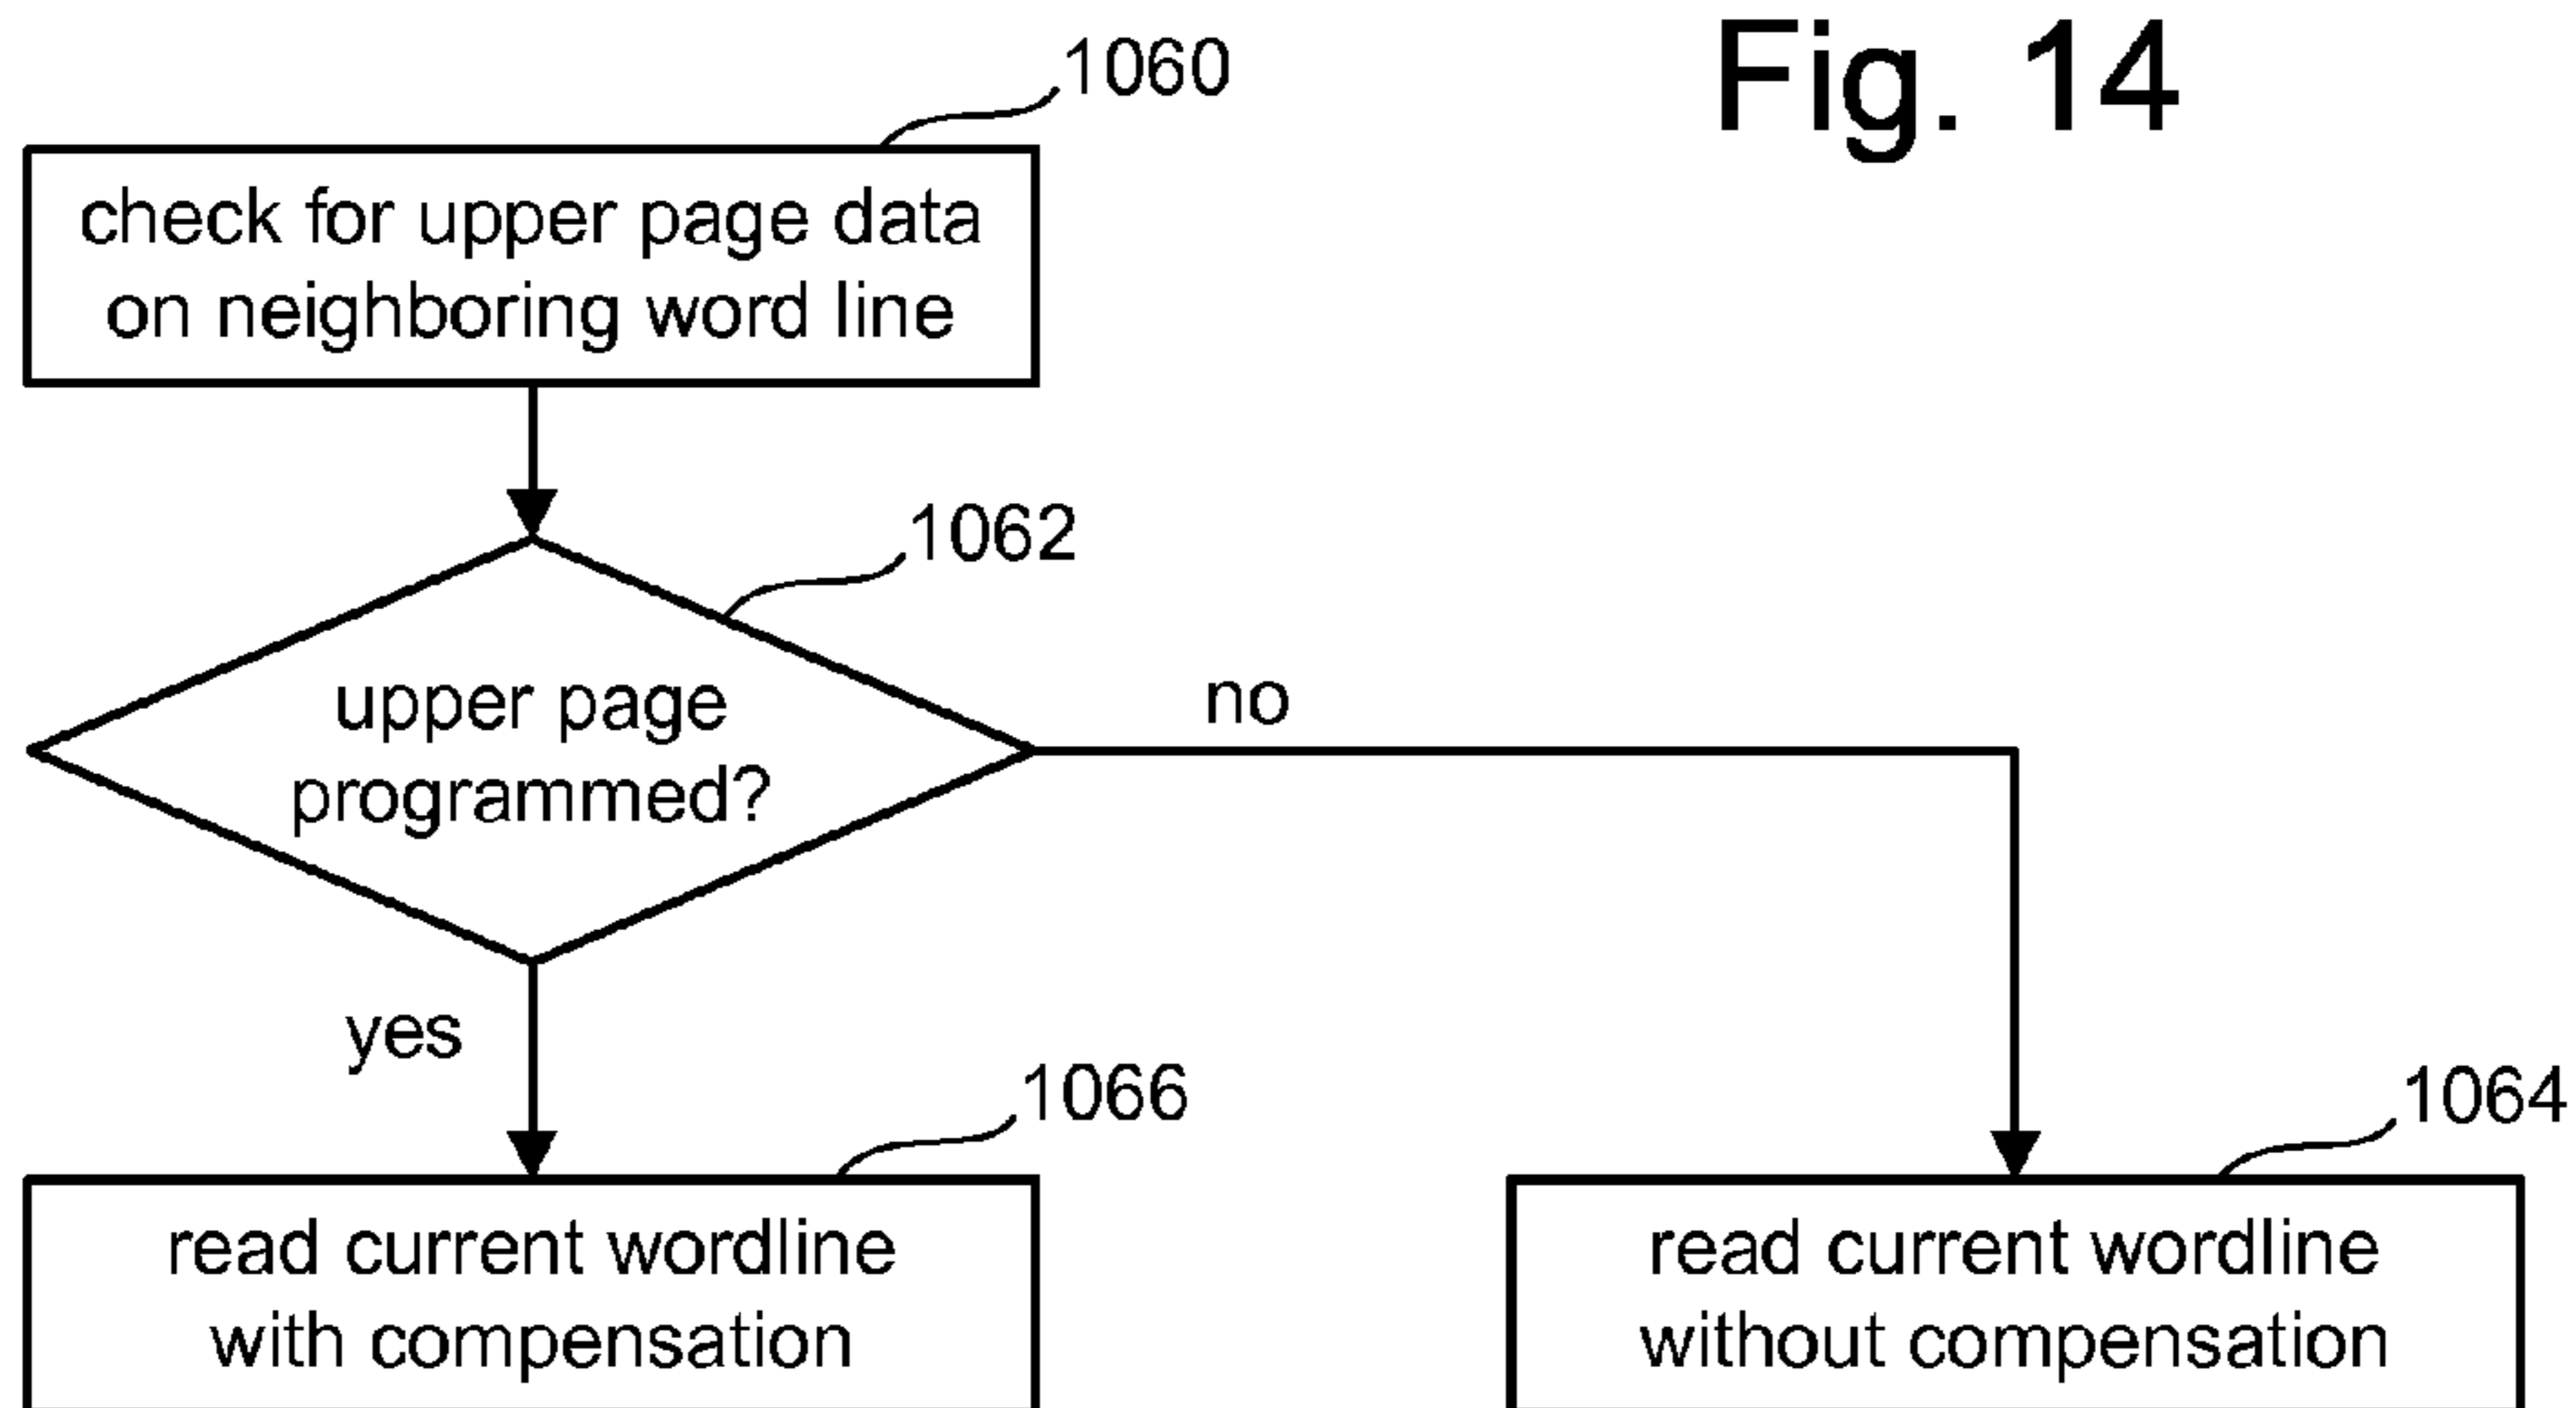 Fig. 14
1060
check for upper page data
on neighboring word line
1062
upper page
programmed?
no
yes
1066
read current wordline
with compensation
1064
read current wordline
without compensation